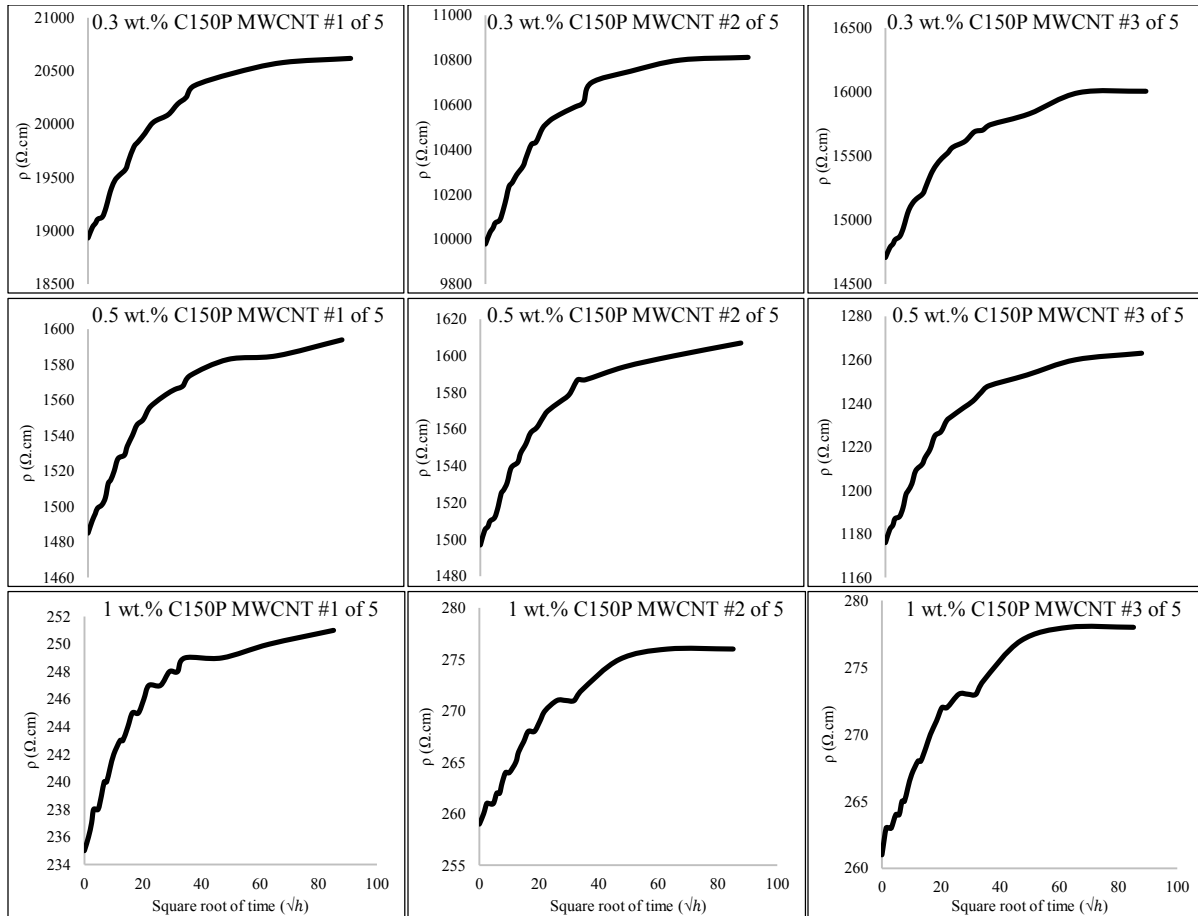 0.3 wt.% C150P MWCNT #1 of 5
21000
20500
20000
19500
19000
18500
ρ (Ω.cm)
0.3 wt.% C150P MWCNT #2 of 5
11000
10800
10600
10400
10200
10000
9800
ρ (Ω.cm)
0.3 wt.% C150P MWCNT #3 of 5
16500
16000
15500
15000
14500
ρ (Ω.cm)
0.5 wt.% C150P MWCNT #1 of 5
1600
1580
1560
1540
1520
1500
1480
1460
ρ (Ω.cm)
0.5 wt.% C150P MWCNT #2 of 5
1620
1600
1580
1560
1540
1520
1500
1480
ρ (Ω.cm)
0.5 wt.% C150P MWCNT #3 of 5
1280
1260
1240
1220
1200
1180
1160
ρ (Ω.cm)
1 wt.% C150P MWCNT #1 of 5
252
250
248
246
244
242
240
238
236
234
ρ (Ω.cm)
0 20 40 60 80 100
Square root of time (√h)
1 wt.% C150P MWCNT #2 of 5
280
275
270
265
260
255
ρ (Ω.cm)
0 20 40 60 80 100
Square root of time (√h)
1 wt.% C150P MWCNT #3 of 5
280
275
270
265
260
ρ (Ω.cm)
0 20 40 60 80 100
Square root of time (√h)